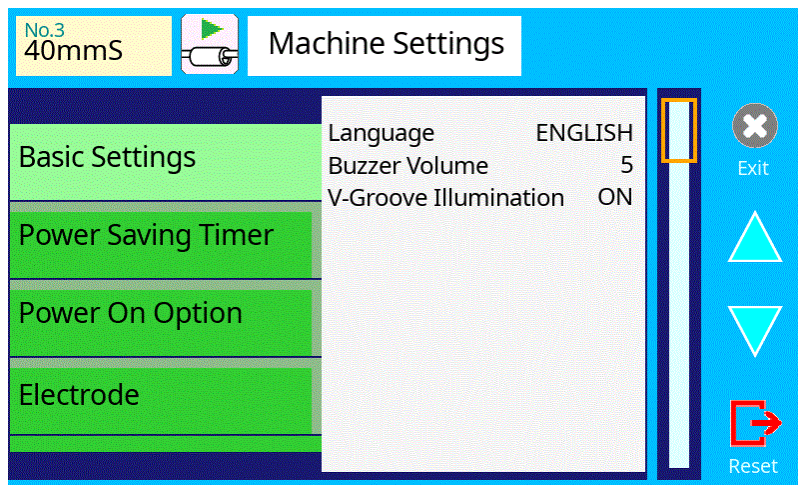 No.3
40mmS
Machine Settings
Basic Settings
Power Saving Timer
Power On Option
Electrode
Language ENGLISH
Buzzer Volume 5
V-Groove Illumination ON
Exit
Reset